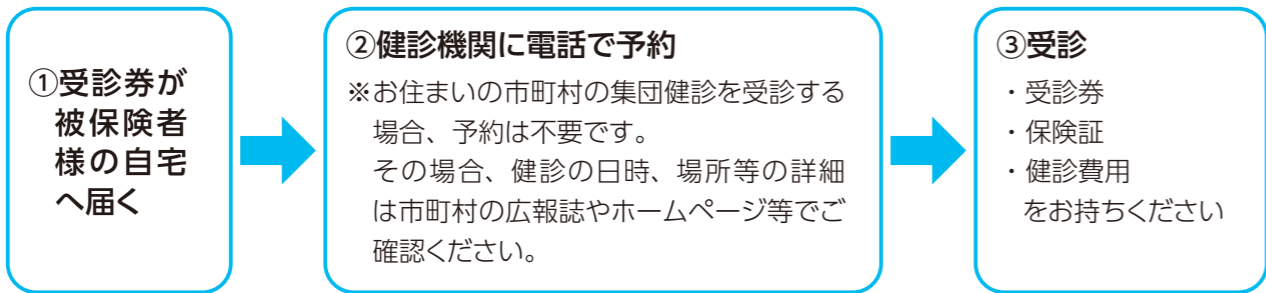 ①受診券が
被保険者
様の自宅
へ届く
②健診機関に電話で予約
※お住まいの市町村の集団健診を受診する
場合、予約は不要です。
その場合、健診の日時、場所等の詳細
は市町村の広報誌やホームページ等でご
確認ください。
③受診
・受診券
・保険証
・健診費用
をお持ちください